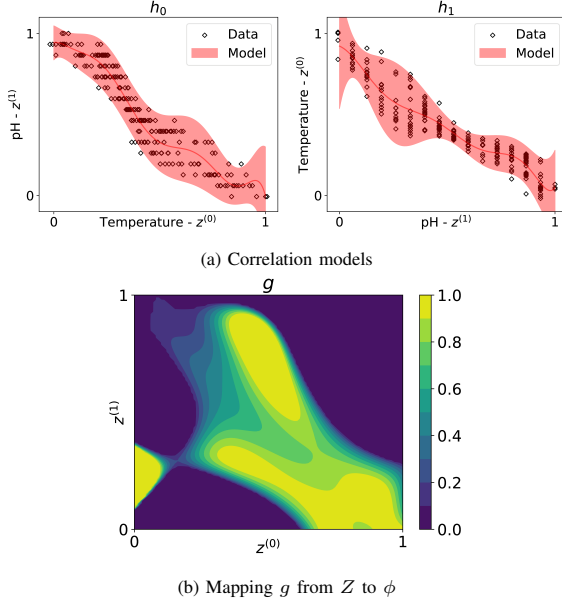 h₀
1
0
pH - z⁽¹⁾
Data
Model
0 Temperature - z⁽⁰⁾ 1
h₁
1
0
Temperature - z⁽⁰⁾
Data
Model
0 pH - z⁽¹⁾ 1
(a) Correlation models
g
1
z⁽¹⁾
0
0 z⁽⁰⁾ 1
1.0
0.8
0.6
0.4
0.2
0.0
(b) Mapping g from Z to ϕ